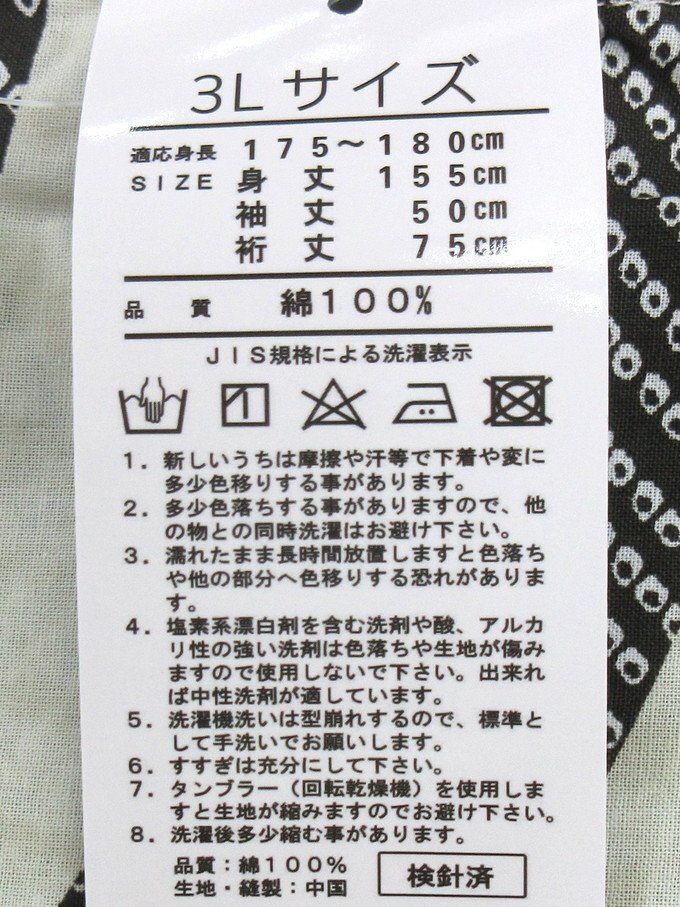 3Lサイズ
適応身長 175〜180cm
SIZE 身丈 155cm
袖丈 50cm
裄丈 75cm
品質 綿100%
JIS規格による洗濯表示
1．新しいうちは摩擦や汗等で下着や変に
多少色移りする事があります。
2．多少色落ちする事がありますので、他
の物との同時洗濯はお避け下さい。
3．濡れたまま長時間放置しますと色落ち
や他の部分へ色移りする恐れがありま
す。
4．塩素系漂白剤を含む洗剤や酸、アルカ
リ性の強い洗剤は色落ちや生地が傷み
ますので使用しないで下さい。出来れ
ば中性洗剤が適しています。
5．洗濯機洗いは型崩れするので、標準と
して手洗いでお願いします。
6．すすぎは充分にして下さい。
7．タンブラー（回転乾燥機）を使用しま
すと生地が縮みますのでお避け下さい。
8．洗濯後多少縮む事があります。
品質：綿100%
生地・縫製：中国
検針済